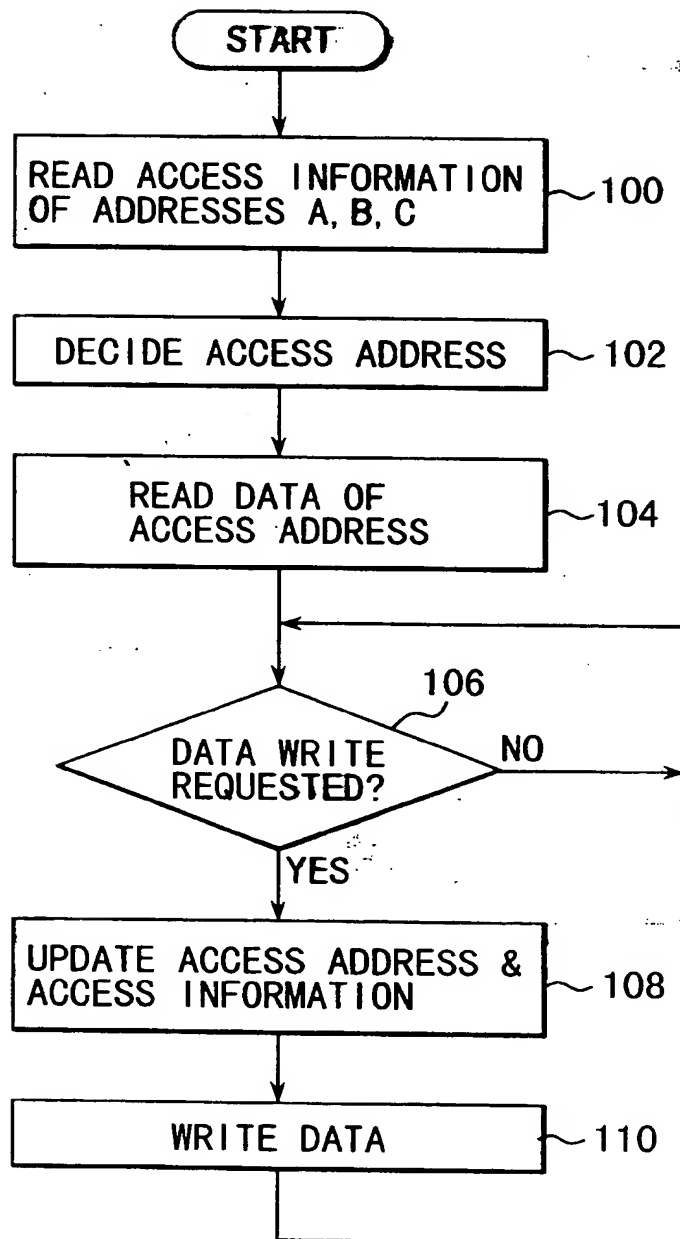 START
READ ACCESS INFORMATION
OF ADDRESSES A, B, C
100
DECIDE ACCESS ADDRESS
102
READ DATA OF
ACCESS ADDRESS
104
106
DATA WRITE
REQUESTED?
NO
YES
UPDATE ACCESS ADDRESS &
ACCESS INFORMATION
108
WRITE DATA
110